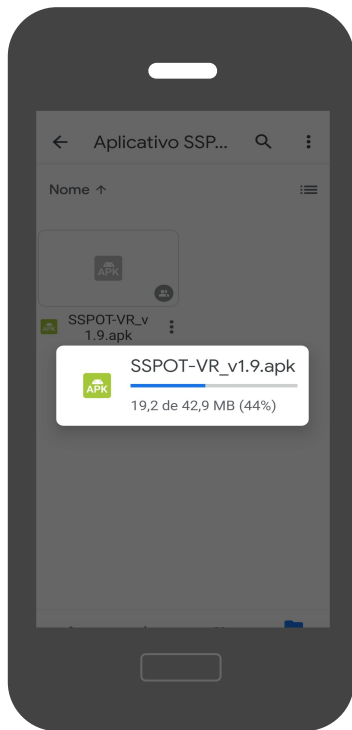 Aplicativo SSP...
Nome ↑
APK
SSPOT-VR_v
1.9.apk
APK
SSPOT-VR_v1.9.apk
APK
19,2 de 42,9 MB (44%)